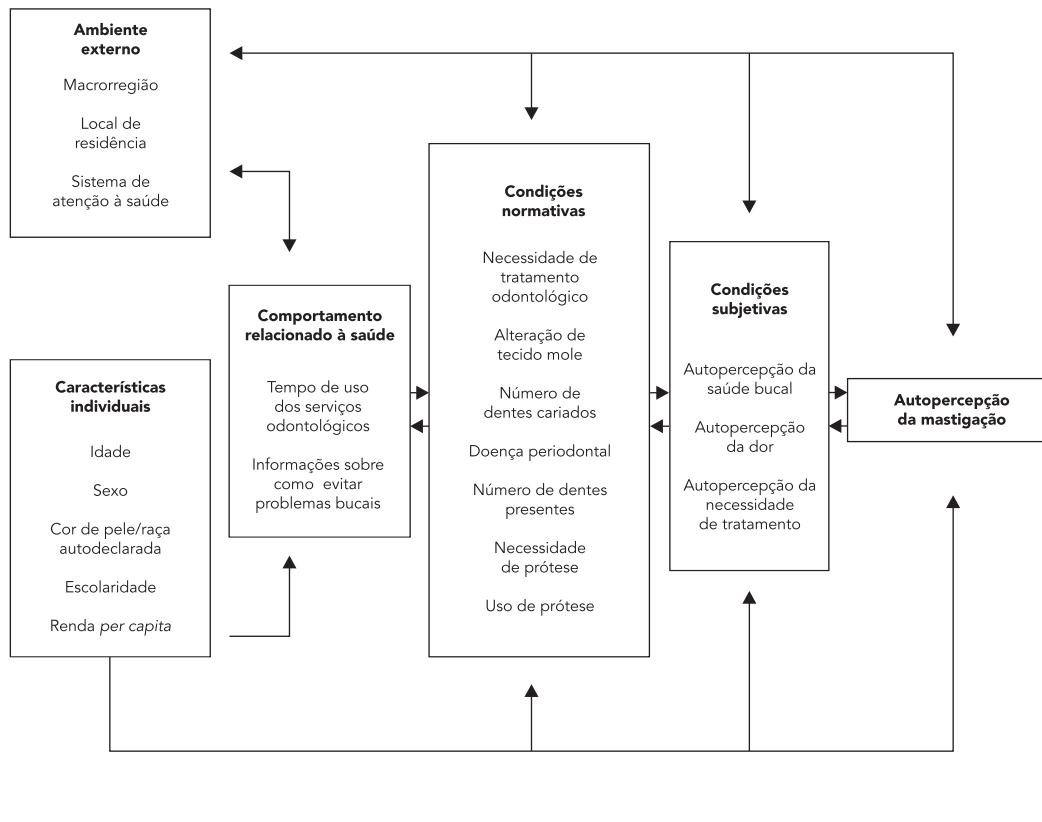 Ambiente
externo
Macrorregião
Local de
residência
Sistema de
atenção à saúde
Características
individuais
Idade
Sexo
Cor de pele/raça
autodeclarada
Escolaridade
Renda per capita
Comportamento
relacionado à saúde
Tempo de uso
dos serviços
odontológicos
Informações sobre
como evitar
problemas bucais
Condições
normativas
Necessidade de
tratamento
odontológico
Alteração de
tecido mole
Número de
dentes cariados
Doença periodontal
Número de dentes
presentes
Necessidade
de prótese
Uso de prótese
Condições
subjetivas
Autopercepção da
saúde bucal
Autopercepção
da dor
Autopercepção da
necessidade
de tratamento
Autopercepção
da mastigação